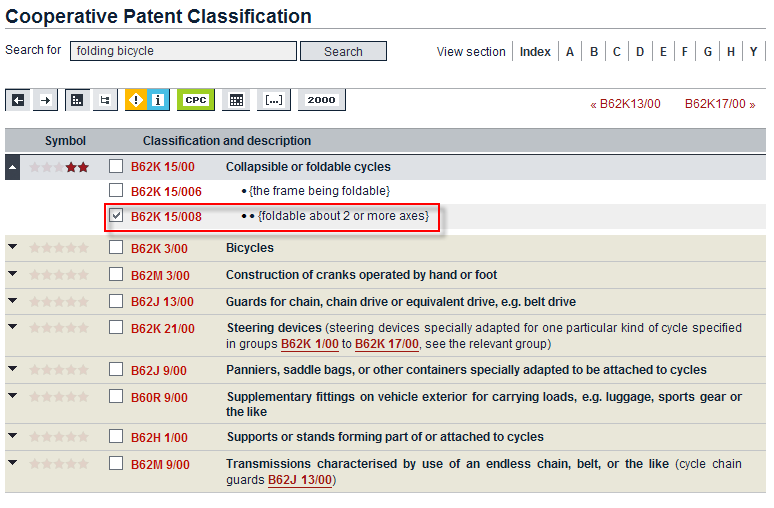 Cooperative Patent Classification
Search for folding bicycle Search View section Index A B C D E F G H Y
! i CPC [...] 2000 « B62K13/00 B62K17/00 »
Symbol Classification and description
B62K 15/00 Collapsible or foldable cycles
B62K 15/006 • {the frame being foldable}
B62K 15/008 • • {foldable about 2 or more axes}
B62K 3/00 Bicycles
B62M 3/00 Construction of cranks operated by hand or foot
B62J 13/00 Guards for chain, chain drive or equivalent drive, e.g. belt drive
B62K 21/00 Steering devices (steering devices specially adapted for one particular kind of cycle specified
in groups B62K 1/00 to B62K 17/00, see the relevant group)
B62J 9/00 Panniers, saddle bags, or other containers specially adapted to be attached to cycles
B60R 9/00 Supplementary fittings on vehicle exterior for carrying loads, e.g. luggage, sports gear or
the like
B62H 1/00 Supports or stands forming part of or attached to cycles
B62M 9/00 Transmissions characterised by use of an endless chain, belt, or the like (cycle chain
guards B62J 13/00)